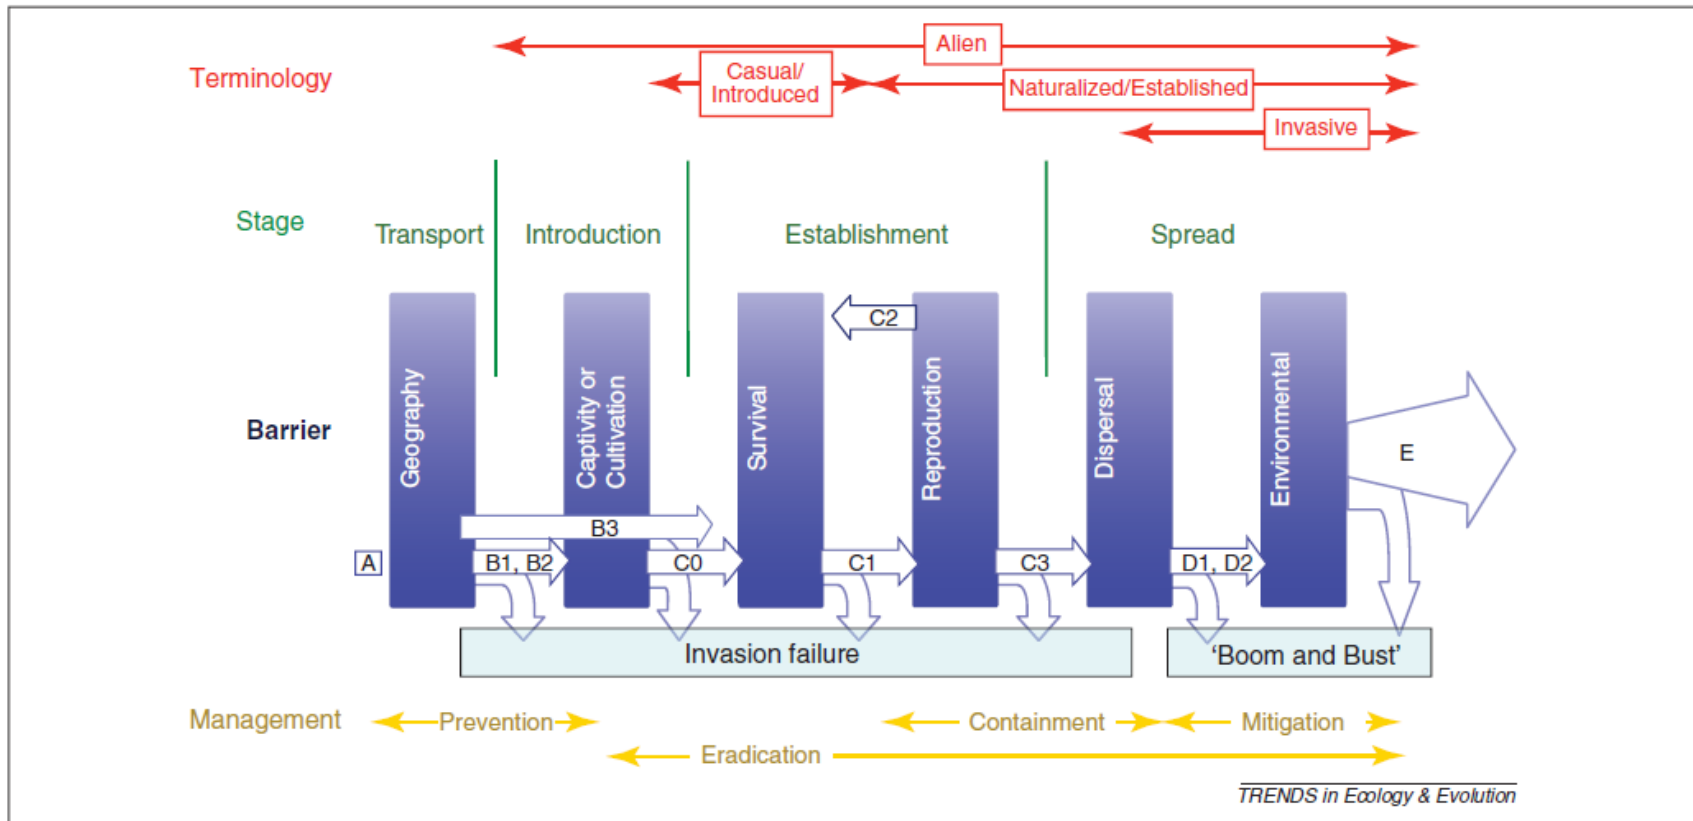 Alien
Terminology
Casual/
Introduced
Naturalized/Established
Invasive
Stage
Transport
Introduction
Establishment
Spread
Barrier
Geography
Captivity or
Cultivation
Survival
Reproduction
Dispersal
Environmental
C2
E
B3
A
B1, B2
C0
C1
C3
D1, D2
Invasion failure
‘Boom and Bust’
Management
Prevention
Containment
Mitigation
Eradication
TRENDS in Ecology & Evolution